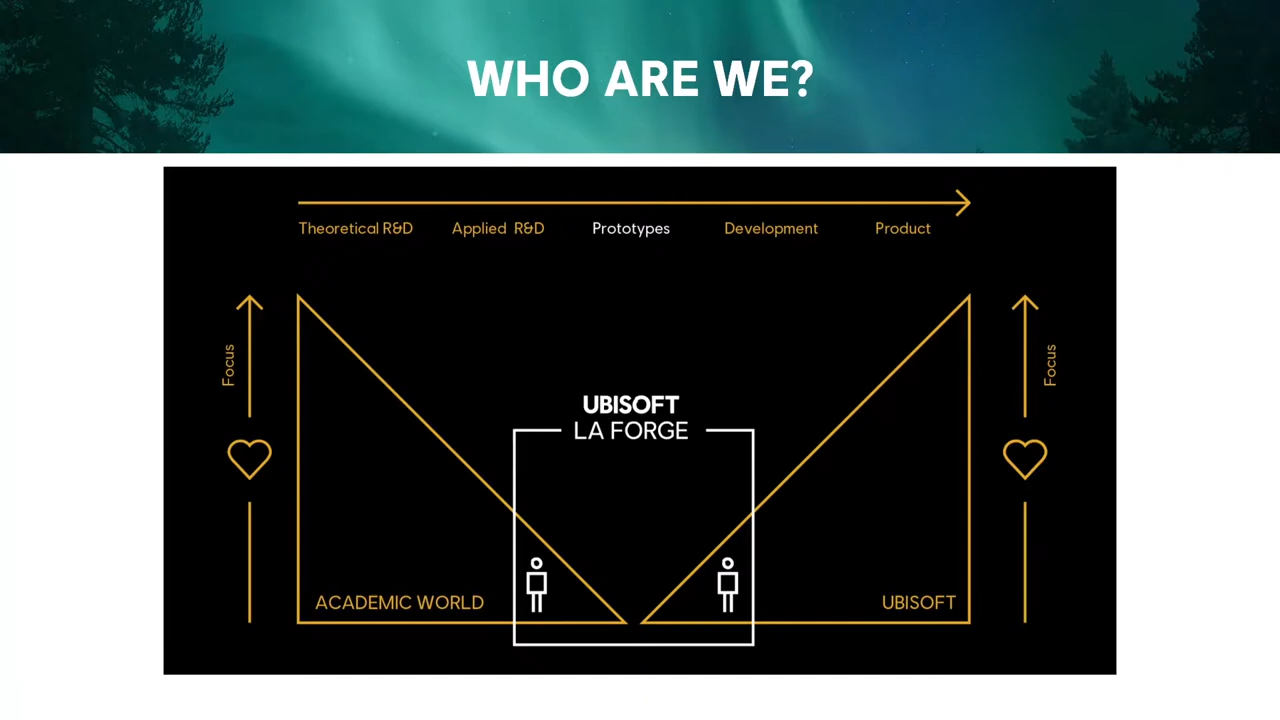 WHO ARE WE?
Theoretical R&D Applied R&D Prototypes Development Product
Focus
Focus
UBISOFT
LA FORGE
ACADEMIC WORLD
UBISOFT